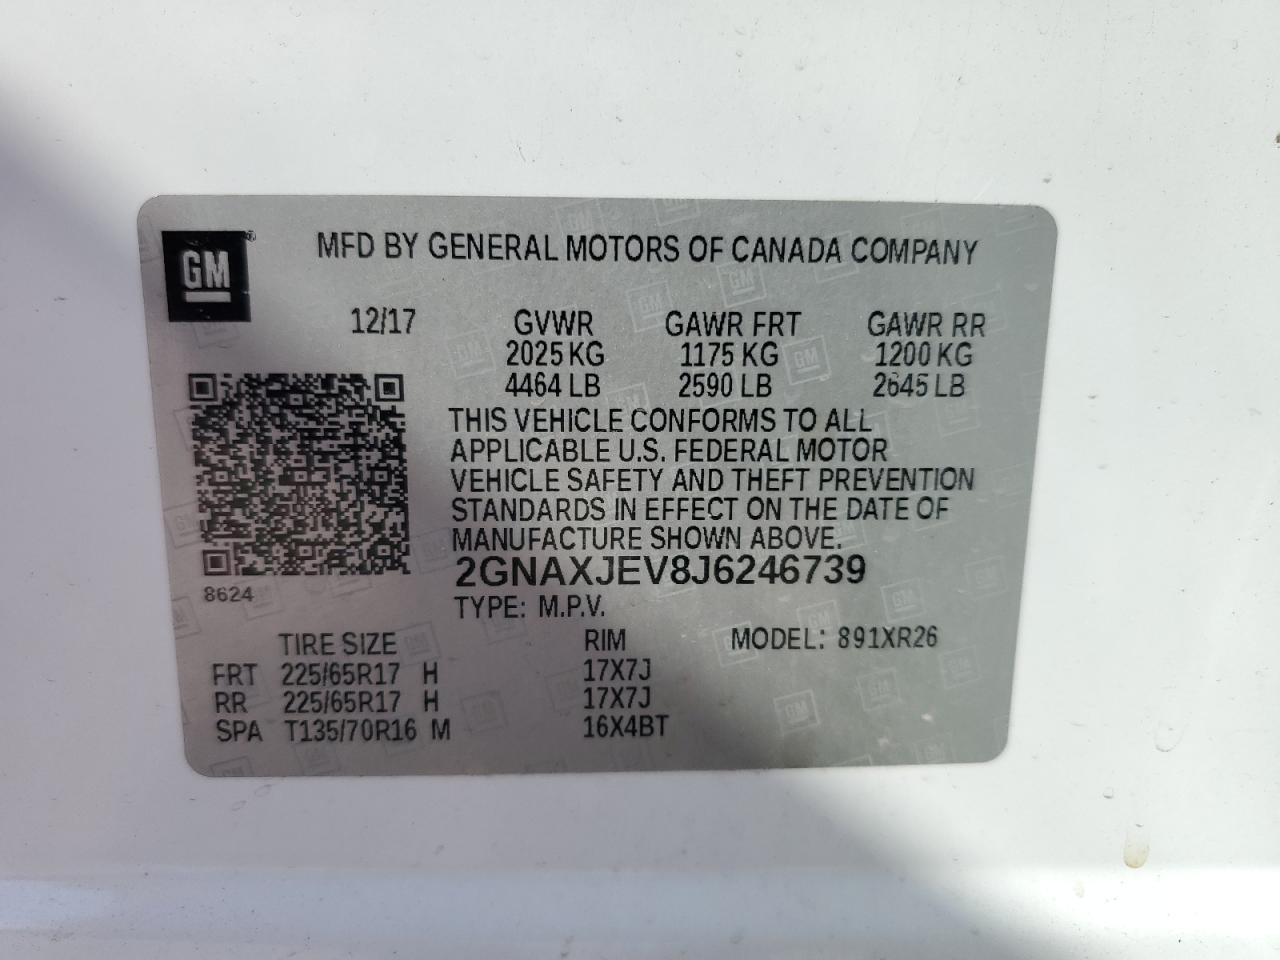 GM
MFD BY GENERAL MOTORS OF CANADA COMPANY
12/17 GVWR GAWR FRT GAWR RR
2025 KG 1175 KG 1200 KG
4464 LB 2590 LB 2645 LB
THIS VEHICLE CONFORMS TO ALL
APPLICABLE U.S. FEDERAL MOTOR
VEHICLE SAFETY AND THEFT PREVENTION
STANDARDS IN EFFECT ON THE DATE OF
MANUFACTURE SHOWN ABOVE.
2GNAXJEV8J6246739
8624
TYPE: M.P.V.
TIRE SIZE RIM MODEL: 891XR26
FRT 225/65R17 H 17X7J
RR 225/65R17 H 17X7J
SPA T135/70R16 M 16X4BT